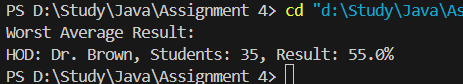 PS D:\Study\Java\Assignment 4> cd "d:\Study\Java\As
Worst Average Result:
HOD: Dr. Brown, Students: 35, Result: 55.0%
PS D:\Study\Java\Assignment 4>